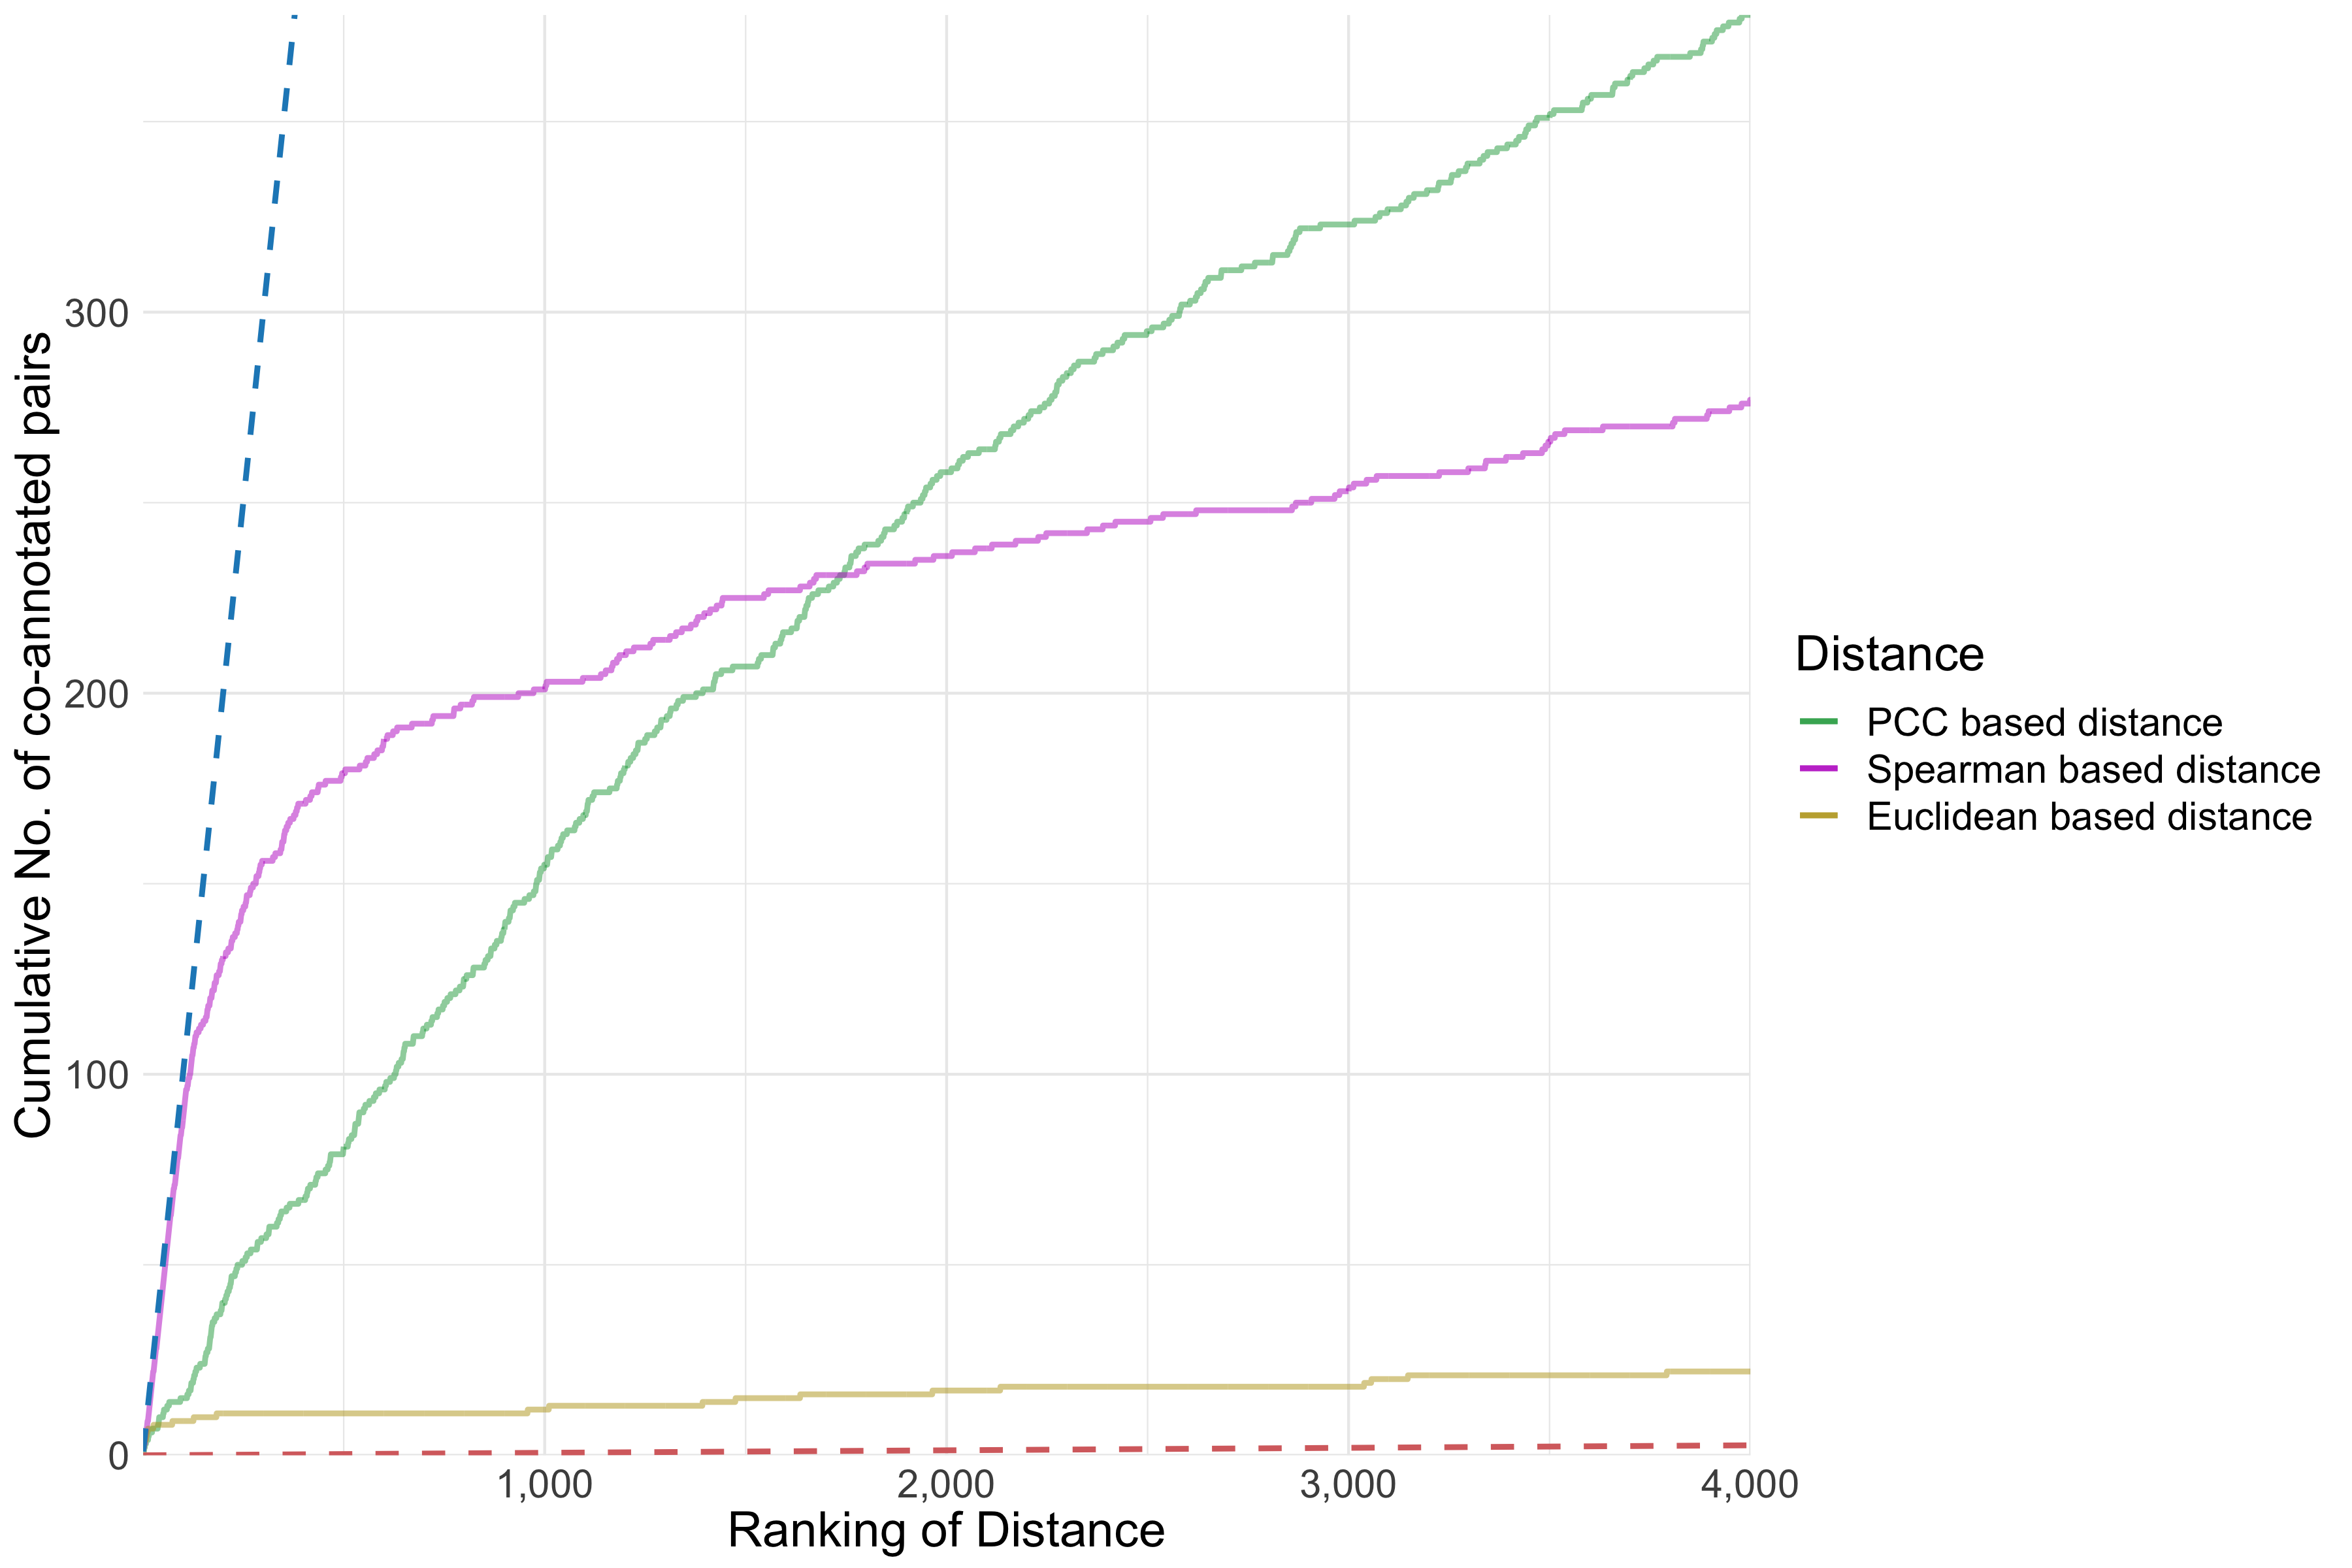 Cumulative No. of co-annotated pairs
300
200
100
0
1,000
2,000
3,000
4,000
Ranking of Distance
Distance
PCC based distance
Spearman based distance
Euclidean based distance